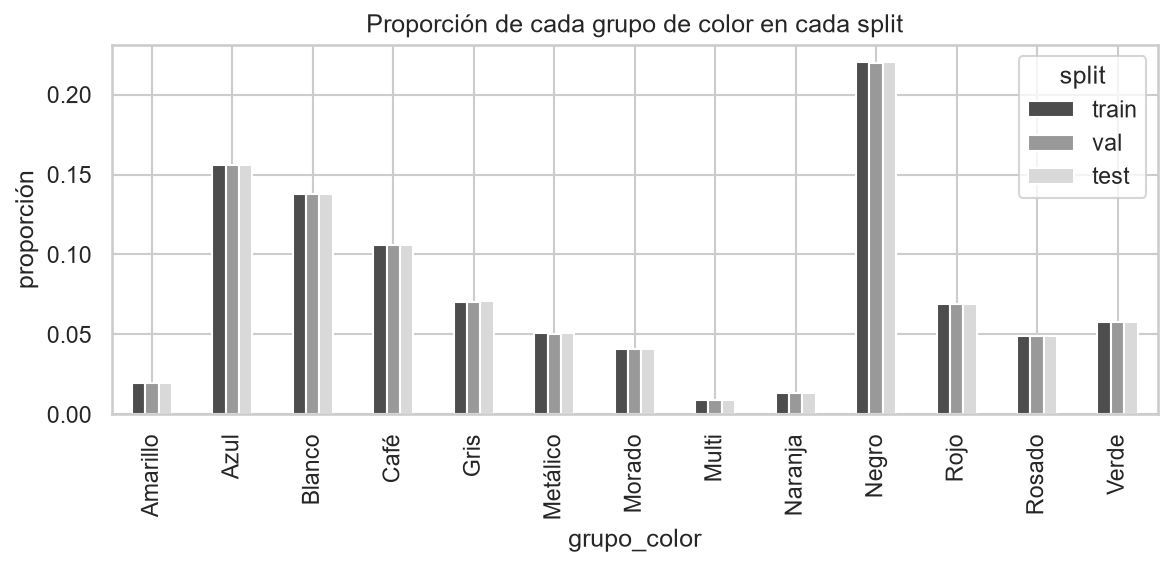 Proporción de cada grupo de color en cada split
proporción
0.20
0.15
0.10
0.05
0.00
split
train
val
test
Amarillo
Azul
Blanco
Café
Gris
Metálico
Morado
Multi
Naranja
Negro
Rojo
Rosado
Verde
grupo_color